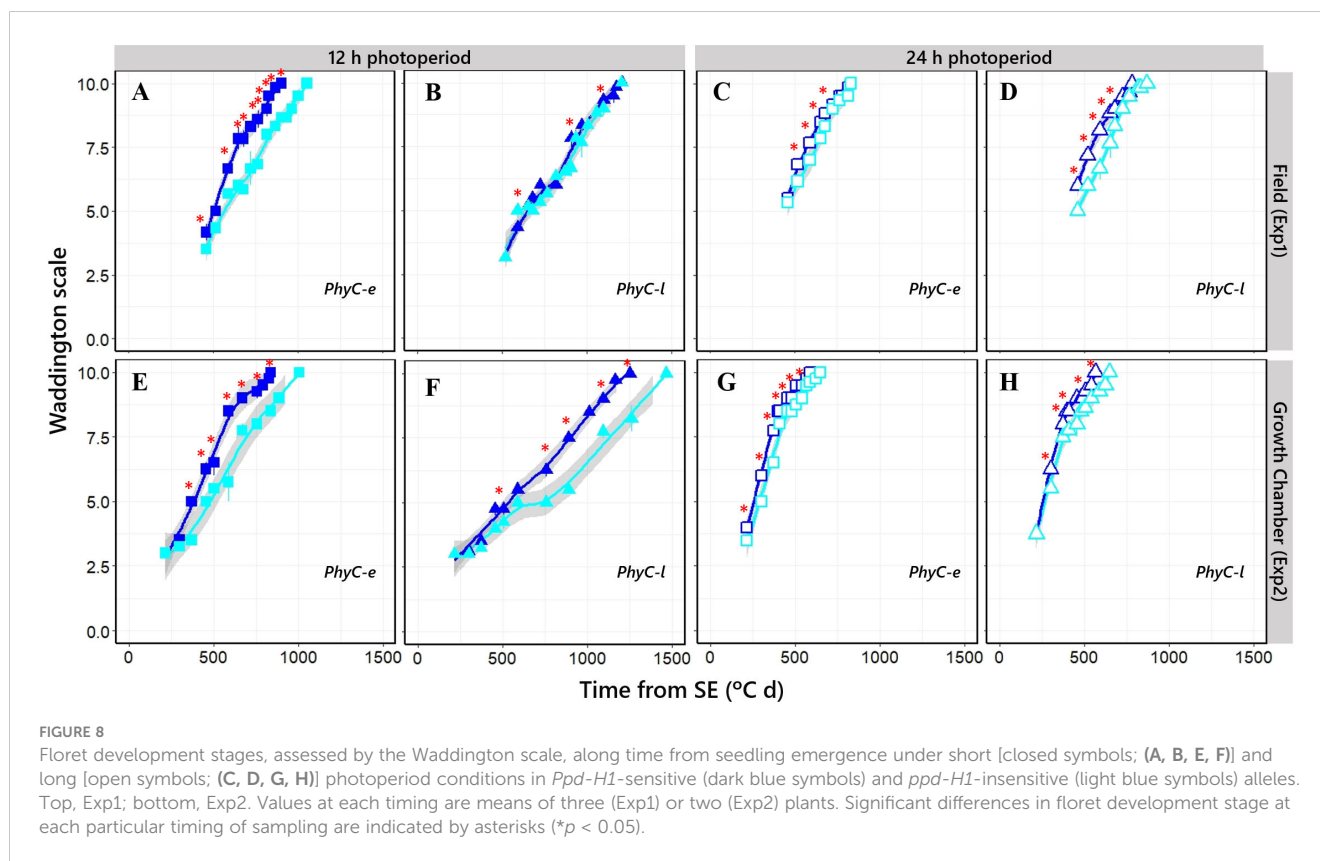 12 h photoperiod
24 h photoperiod
A
B
C
D
10.0
7.5
5.0
2.5
0.0
PhyC-e
PhyC-l
PhyC-e
PhyC-l
Field (Exp1)
E
F
G
H
10.0
7.5
5.0
2.5
0.0
PhyC-e
PhyC-l
PhyC-e
PhyC-l
Growth Chamber (Exp2)
Waddington scale
0 500 1000 1500 0 500 1000 1500 0 500 1000 1500 0 500 1000 1500
Time from SE (ºC d)
FIGURE 8
Floret development stages, assessed by the Waddington scale, along time from seedling emergence under short [closed symbols; (A, B, E, F)] and
long [open symbols; (C, D, G, H)] photoperiod conditions in Ppd-H1-sensitive (dark blue symbols) and ppd-H1-insensitive (light blue symbols) alleles.
Top, Exp1; bottom, Exp2. Values at each timing are means of three (Exp1) or two (Exp2) plants. Significant differences in floret development stage at
each particular timing of sampling are indicated by asterisks (*p < 0.05).